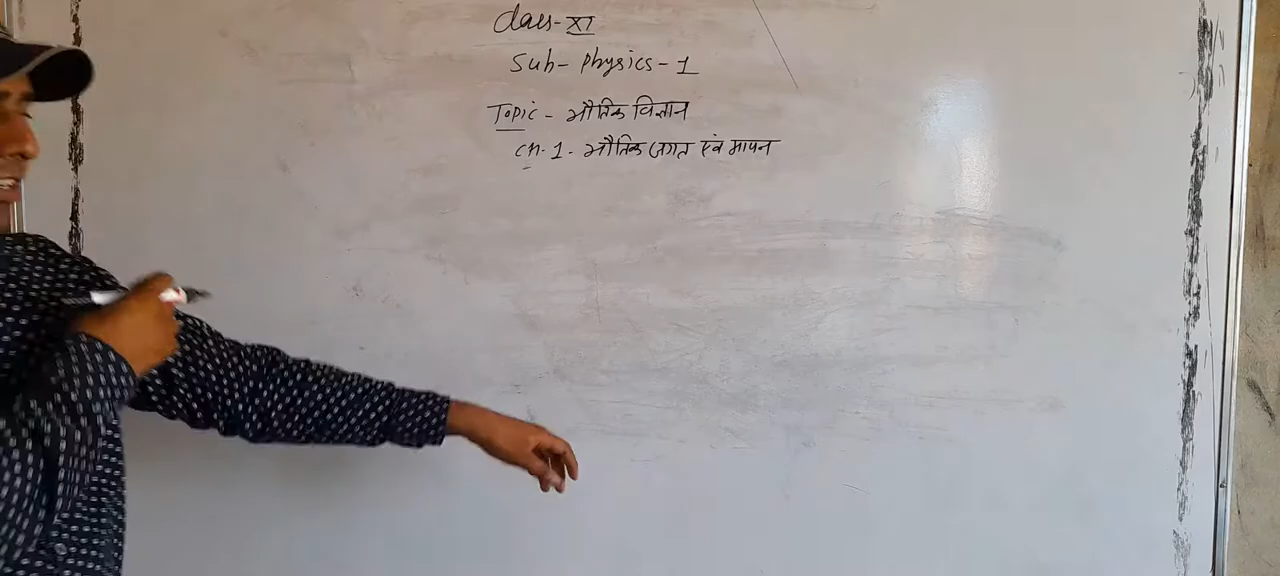 Class-XI
Sub- Physics-1
Topic - भौतिक विज्ञान
CH.1- भौतिक जगत एवं मापन